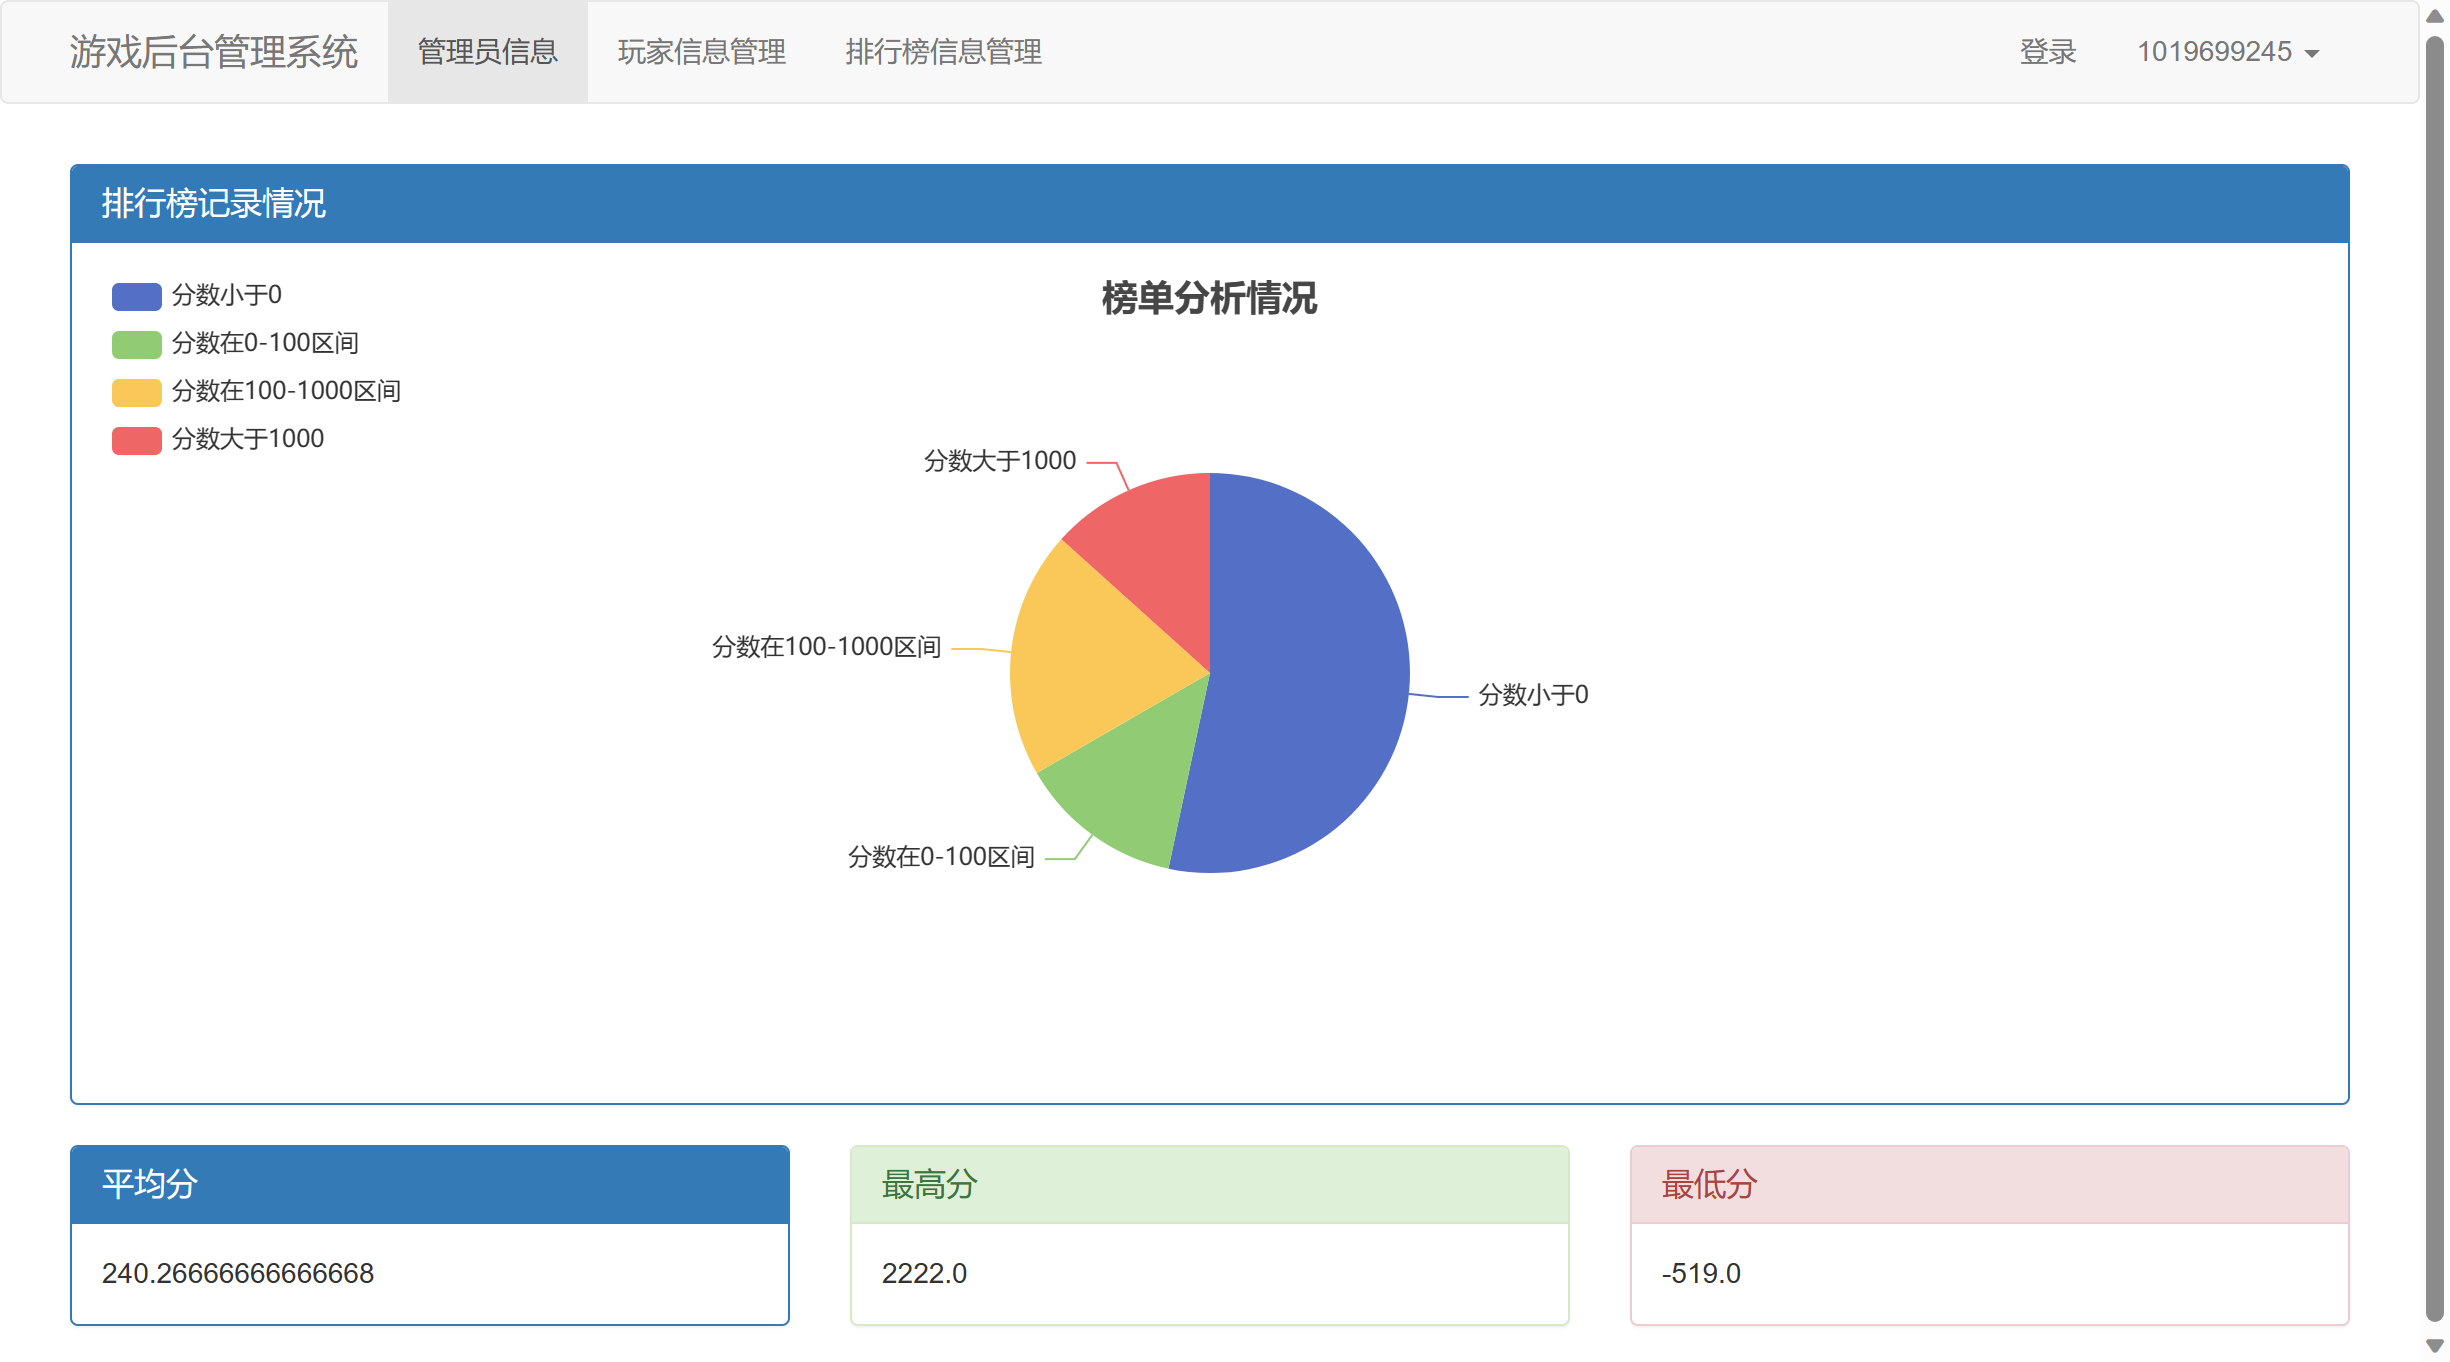 游戏后台管理系统 管理员信息 玩家信息管理 排行榜信息管理 登录 1019699245
排行榜记录情况
榜单分析情况
分数小于0
分数在0-100区间
分数在100-1000区间
分数大于1000
分数大于1000
分数在100-1000区间
分数小于0
分数在0-100区间
平均分 最高分 最低分
240.26666666666668 2222.0 -519.0